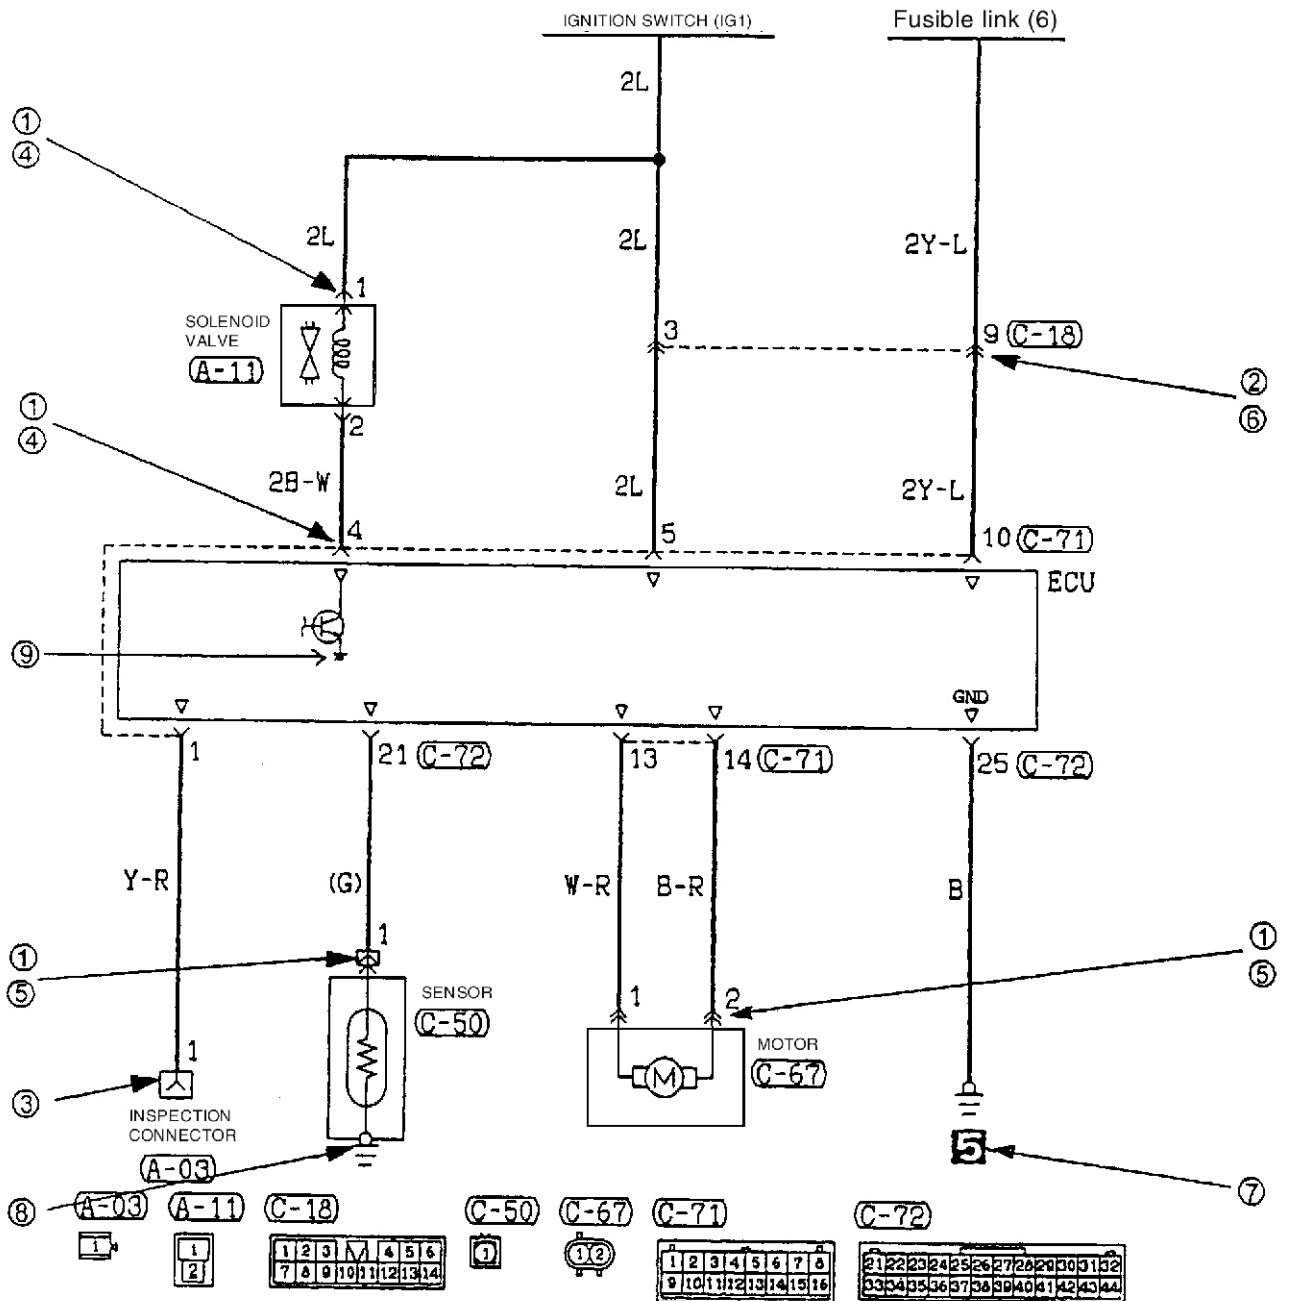 IGNITION SWITCH (IG1)
Fusible link (6)
2L
①
④
2L
2L
2Y-L
1
SOLENOID
VALVE
A-11
3
9 C-18
②
⑥
①
④
2
2B-W
2L
2Y-L
4
5
10 C-71
ECU
⑨
GND
1
21 C-72
13
14 C-71
25 C-72
Y-R
(G)
W-R
B-R
B
①
⑤
1
①
⑤
SENSOR
C-50
1
2
MOTOR
C-67
M
1
③
INSPECTION
CONNECTOR
A-03
5
⑦
⑧
A-03
A-11
C-18
C-50
C-67
C-71
C-72
1
1
2
1 2 3 4 5 6
7 8 9 10 11 12 13 14
1
1 2
1 2 3 4 5 6 7 8
9 10 11 12 13 14 15 16
21 22 23 24 25 26 27 28 29 30 31 32
33 34 35 36 37 38 39 40 41 42 43 44